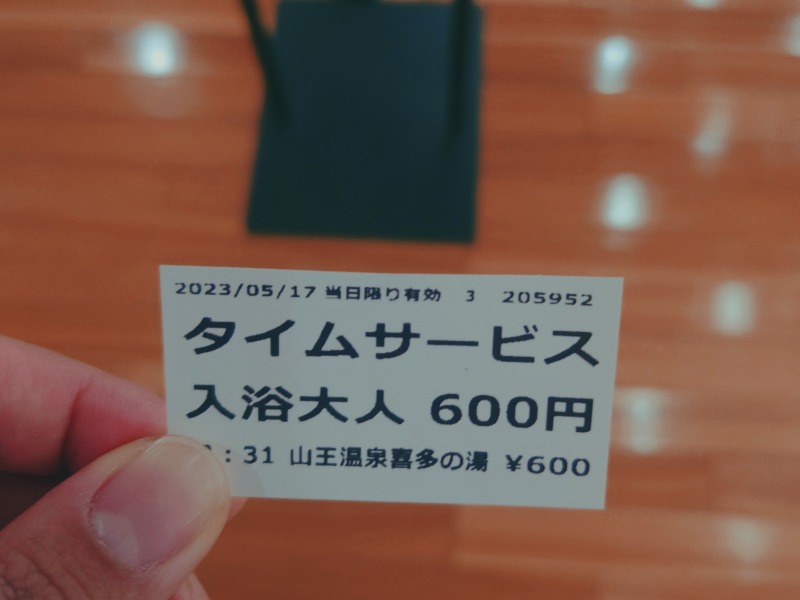 2023/05/17 当日限り有効 3 205952
タイムサービス
入浴大人 600円
:31 山王温泉喜多の湯 ¥600